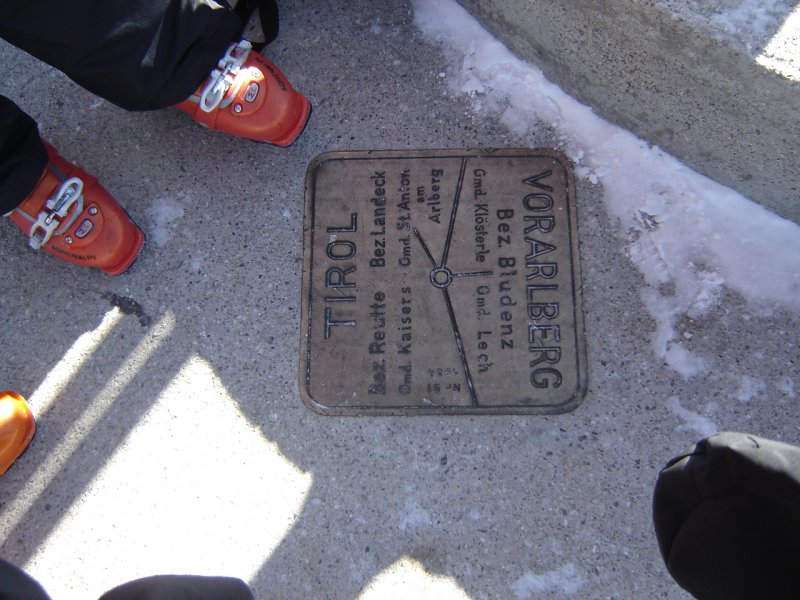 VORARLBERG
Bez. Bludenz
Gmd. Klösterle | Gmd. Lech
Gmd. St. Anton
am
Arlberg
Gmd. Kaisers
Bez. Reutte Bez. Landeck
TIROL